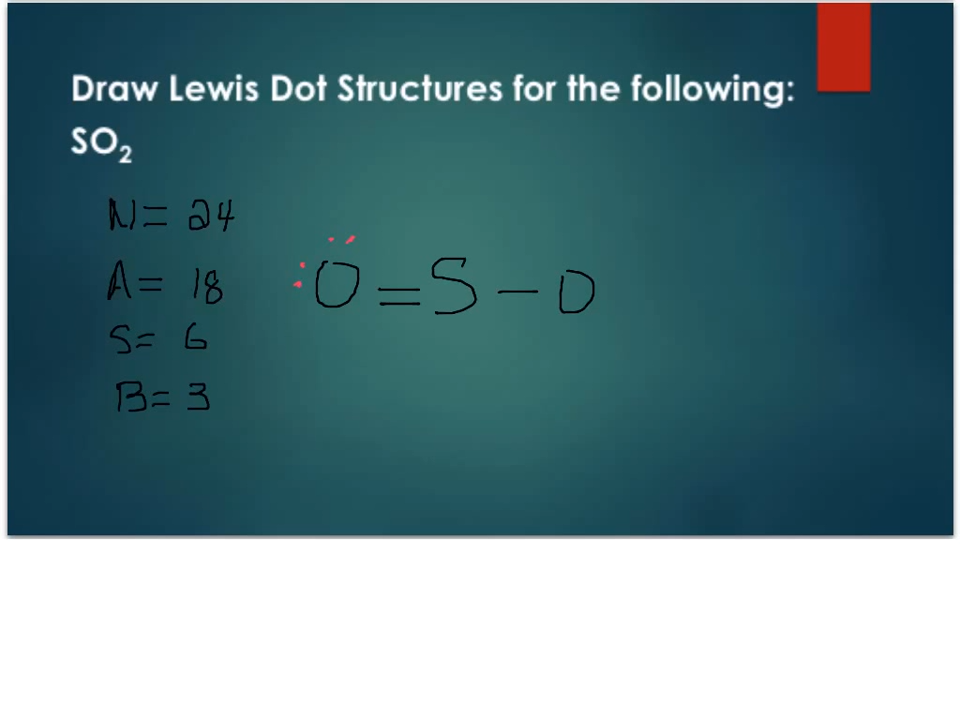 Draw Lewis Dot Structures for the following:
SO₂
N= 24
A= 18
S= 6
B= 3
O=S-O